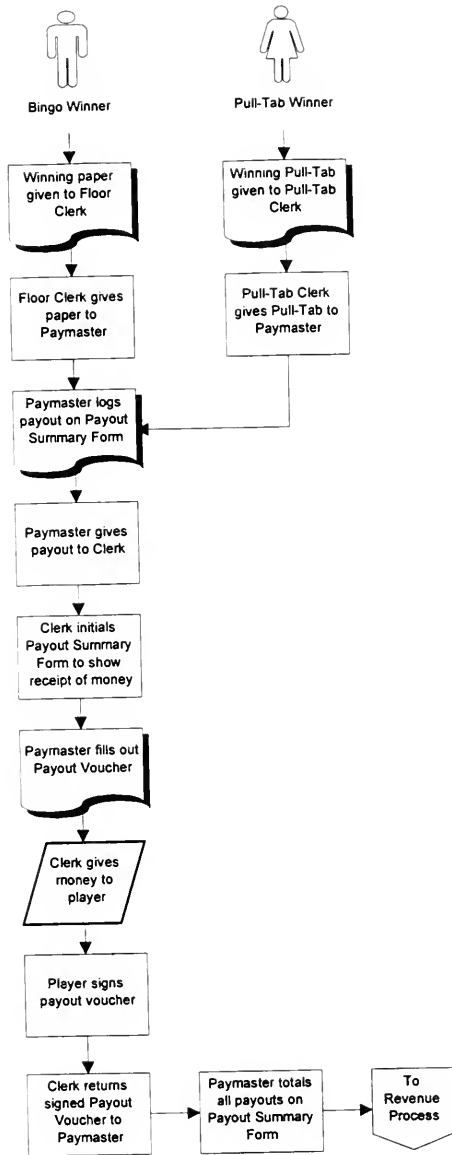 Bingo Winner
Pull-Tab Winner
Winning paper
given to Floor
Clerk
Winning Pull-Tab
given to Pull-Tab
Clerk
Floor Clerk gives
paper to
Paymaster
Pull-Tab Clerk
gives Pull-Tab to
Paymaster
Paymaster logs
payout on Payout
Summary Form
Paymaster gives
payout to Clerk
Clerk initials
Payout Summary
Form to show
receipt of money
Paymaster fills out
Payout Voucher
Clerk gives
money to
player
Player signs
payout voucher
Clerk returns
signed Payout
Voucher to
Paymaster
Paymaster totals
all payouts on
Payout Summary
Form
To
Revenue
Process